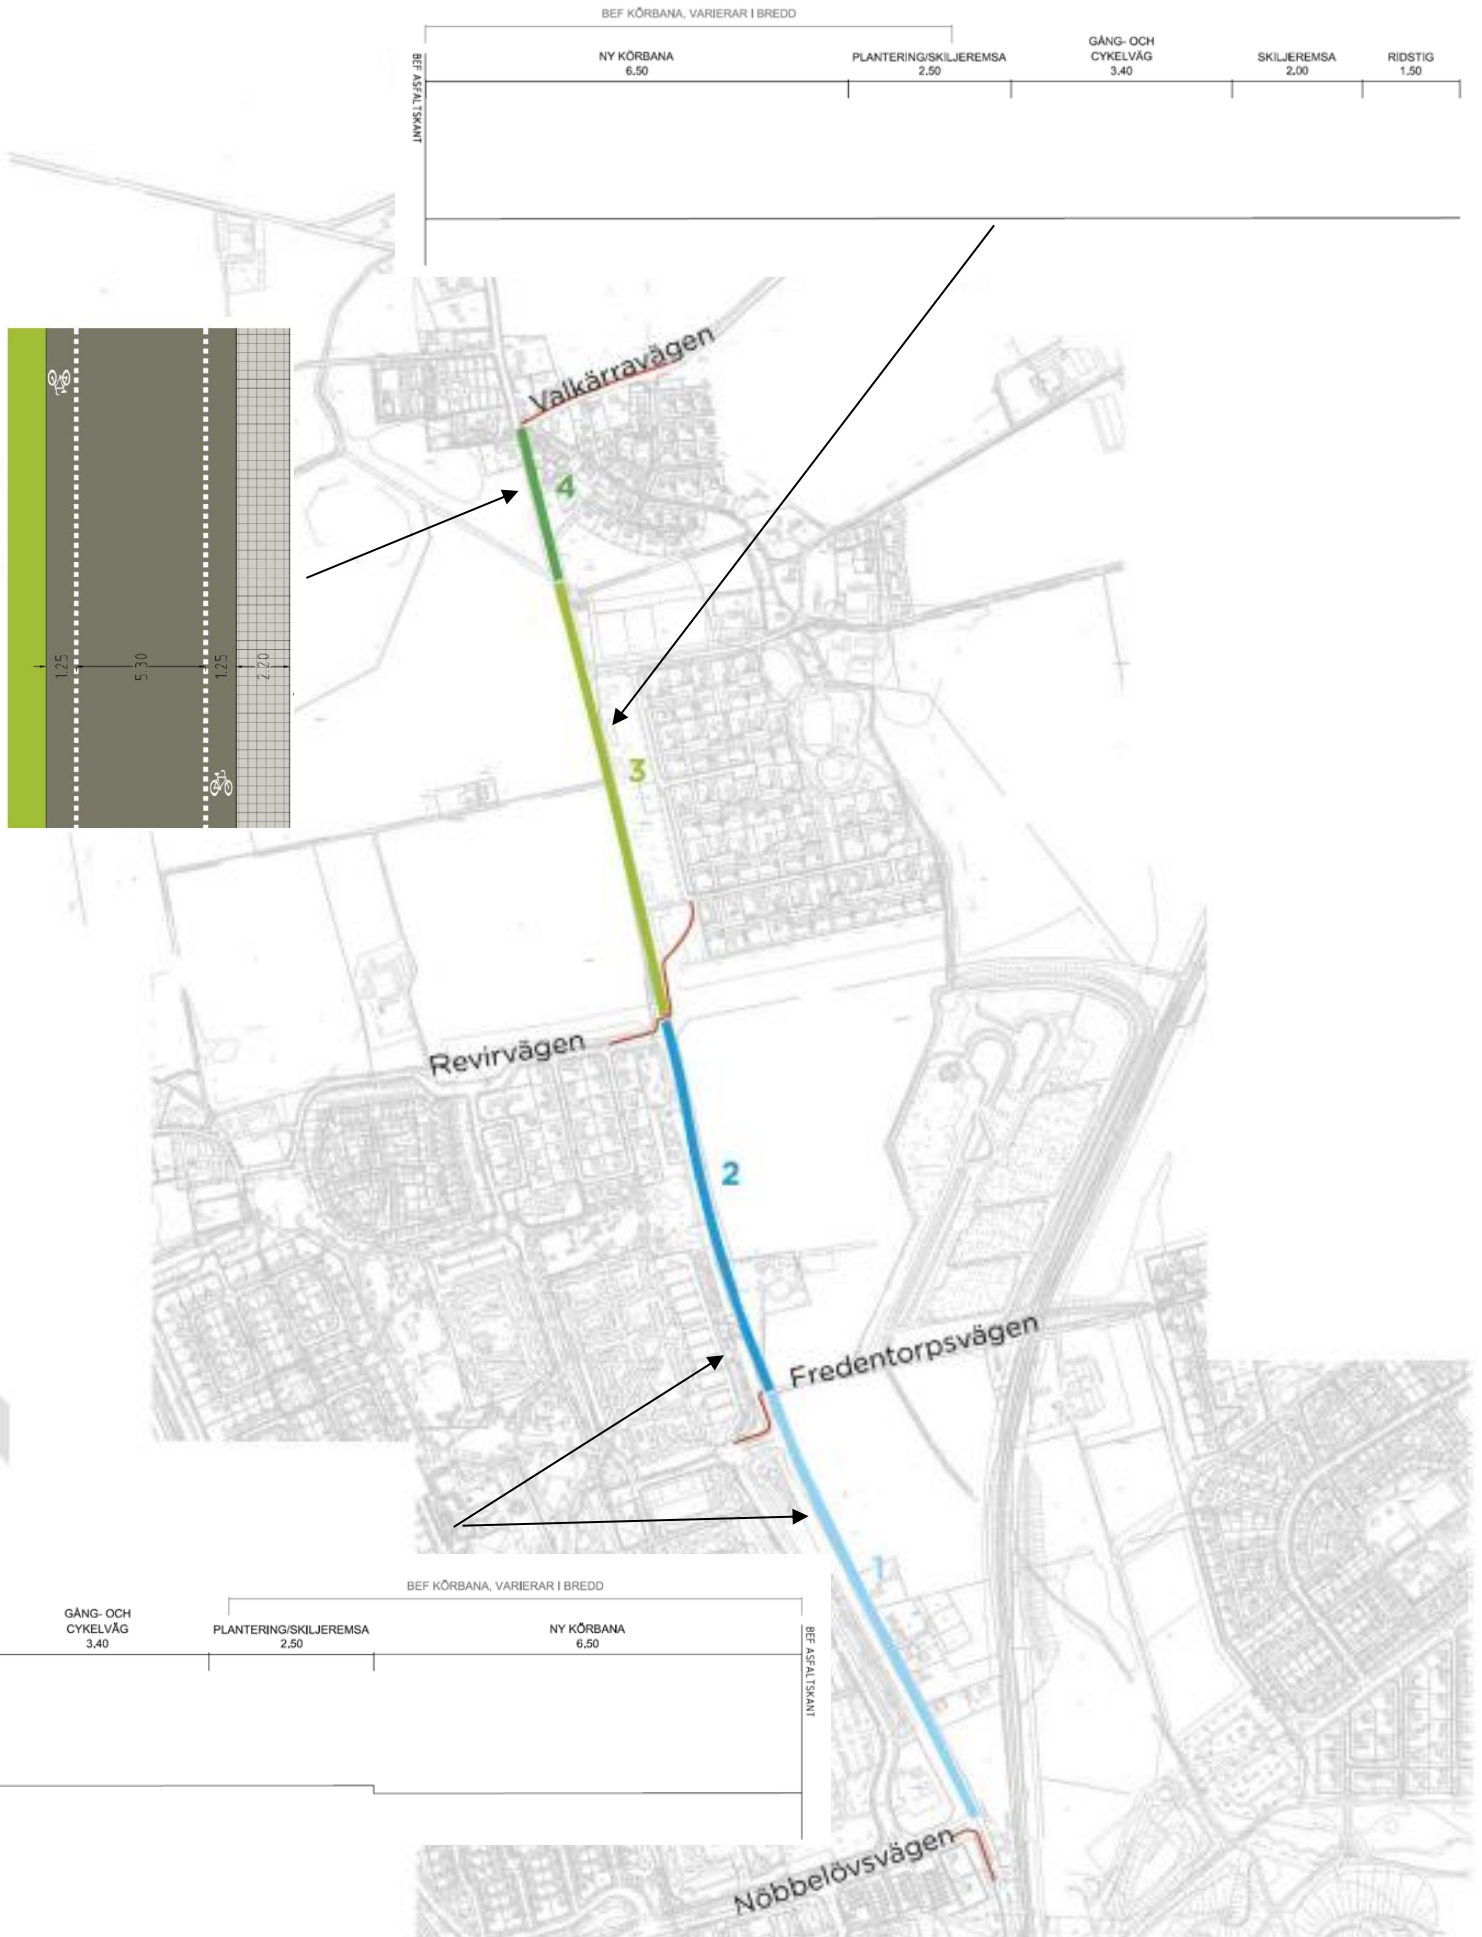 BEF KÖRBANA, VARIERAR I BREDD
BEF ASFALTSKANT
NY KÖRBANA
6.50
PLANTERING/SKILJEREMSA
2.50
GÅNG- OCH
CYKELVÄG
3.40
SKILJEREMSA
2.00
RIDSTIG
1.50
Valkärravägen
4
1.25
5.30
1.25
2.20
3
Revirvägen
2
Fredentorpsvägen
1
BEF KÖRBANA, VARIERAR I BREDD
GÅNG- OCH
CYKELVÄG
3,40
PLANTERING/SKILJEREMSA
2,50
NY KÖRBANA
6,50
BEF ASFALTSKANT
Nöbbelövsvägen